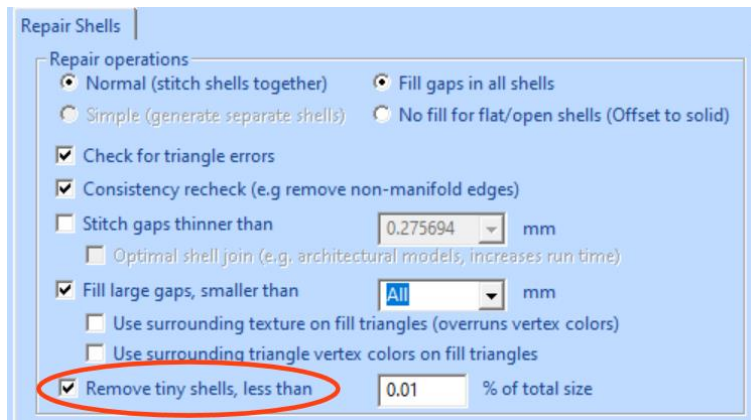 Repair Shells
Repair operations
Normal (stitch shells together) Fill gaps in all shells
Simple (generate separate shells) No fill for flat/open shells (Offset to solid)
Check for triangle errors
Consistency recheck (e.g remove non-manifold edges)
Stitch gaps thinner than 0.275694 mm
Optimal shell join (e.g. architectural models, increases run time)
Fill large gaps, smaller than All mm
Use surrounding texture on fill triangles (overruns vertex colors)
Use surrounding triangle vertex colors on fill triangles
Remove tiny shells, less than 0.01 % of total size